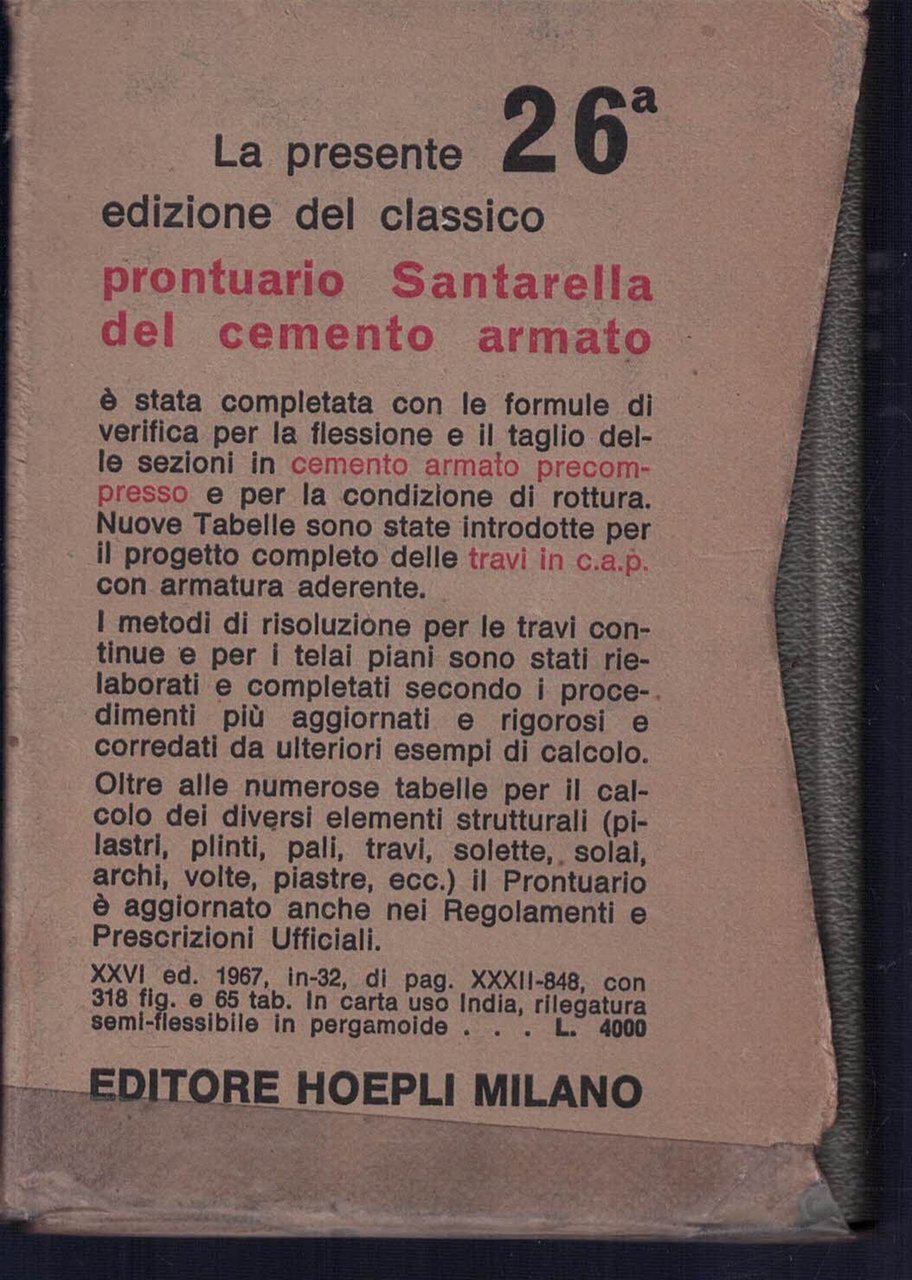 La presente 26ª
edizione del classico
prontuario Santarella
del cemento armato
è stata completata con le formule di
verifica per la flessione e il taglio del-
le sezioni in cemento armato precom-
presso e per la condizione di rottura.
Nuove Tabelle sono state introdotte per
il progetto completo delle travi in c.a.p.
con armatura aderente.
I metodi di risoluzione per le travi con-
tinue e per i telai piani sono stati rie-
laborati e completati secondo i proce-
dimenti più aggiornati e rigorosi e
corredati da ulteriori esempi di calcolo.
Oltre alle numerose tabelle per il cal-
colo dei diversi elementi strutturali (pi-
lastri, plinti, pali, travi, solette, solai,
archi, volte, piastre, ecc.) il Prontuario
è aggiornato anche nei Regolamenti e
Prescrizioni Ufficiali.
XXVI ed. 1967, in-32, di pag. XXXII-848, con
318 fig. e 65 tab. In carta uso India, rilegatura
semi-flessibile in pergamoide . . . L. 4000
EDITORE HOEPLI MILANO